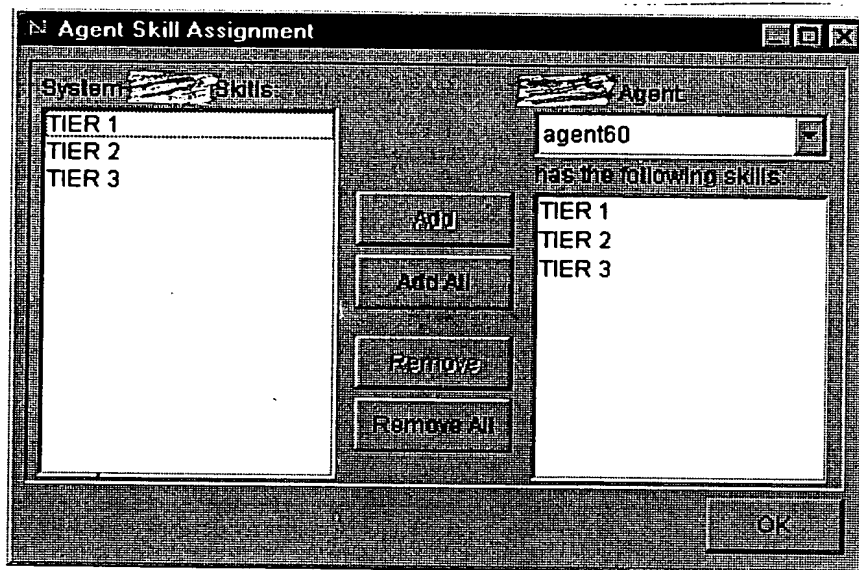 Agent Skill Assignment
System Skills:
TIER 1
TIER 2
TIER 3
Add
Add All
Remove
Remove All
Agent
agent60
has the following skills:
TIER 1
TIER 2
TIER 3
OK